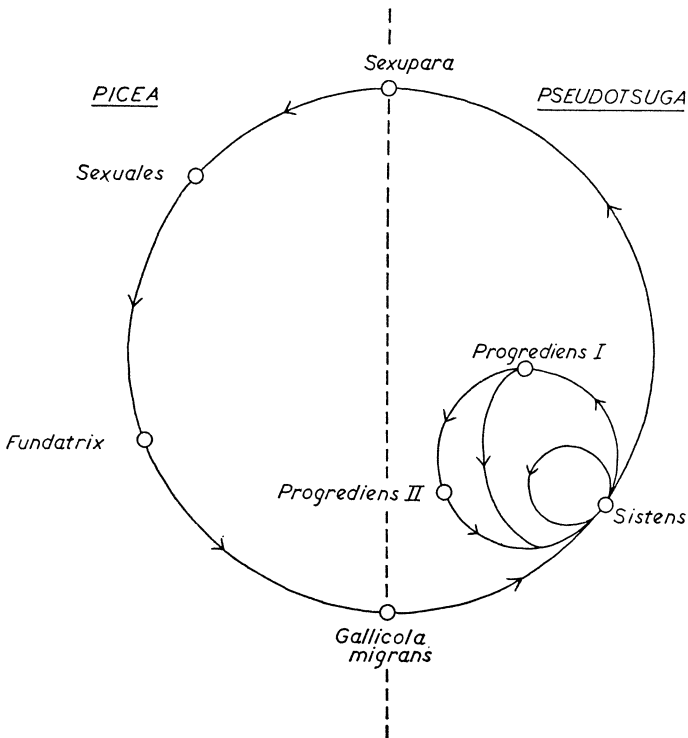 Sexupara
PICEA
PSEUDOTSUGA
Sexuales
Progrediens I
Fundatrix
Progrediens II
Sistens
Gallicola
migrans